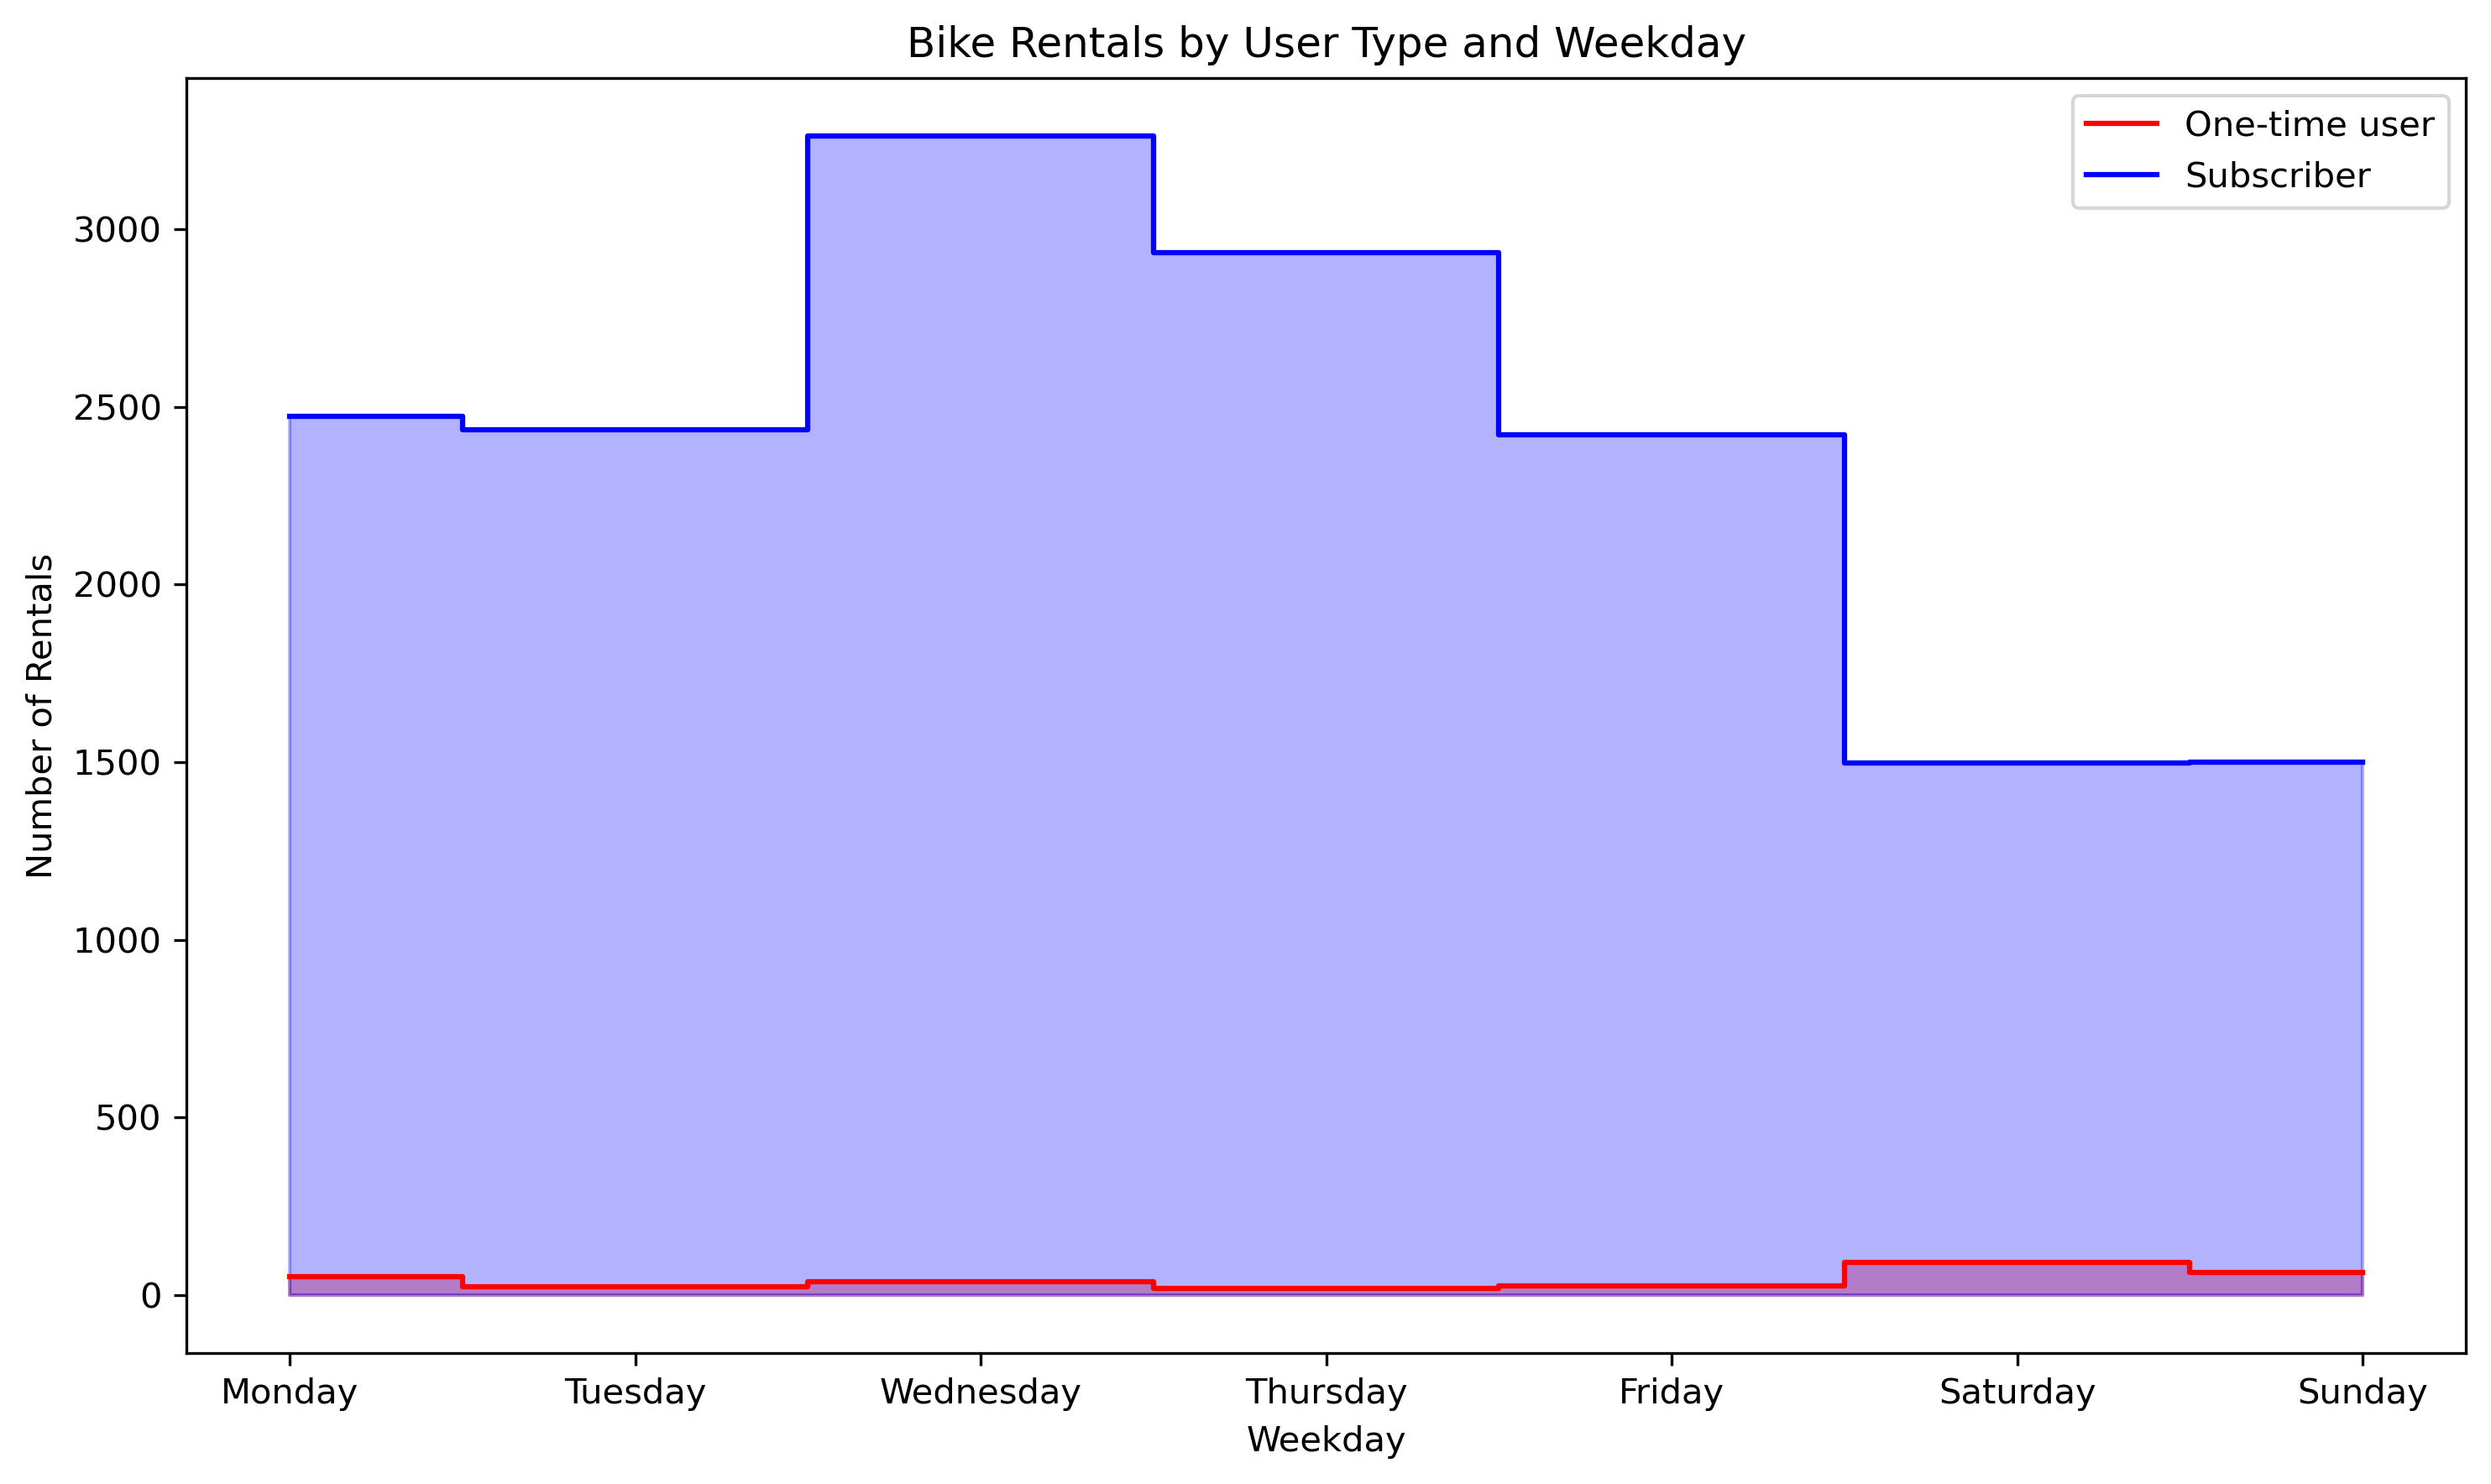 Bike Rentals by User Type and Weekday
One-time user
Subscriber
Number of Rentals
3000
2500
2000
1500
1000
500
0
Monday Tuesday Wednesday Thursday Friday Saturday Sunday
Weekday